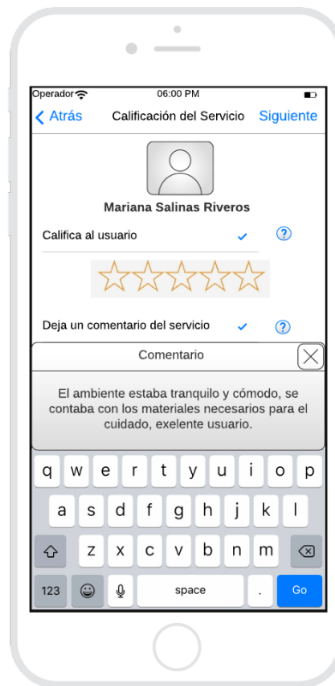 Operador 06:00 PM
Atrás Calificación del Servicio Siguiente
Mariana Salinas Riveros
Califica al usuario ?
Deja un comentario del servicio ?
Comentario
El ambiente estaba tranquilo y cómodo, se
contaba con los materiales necesarios para el
cuidado, exelente usuario.
q w e r t y u i o p
a s d f g h j k l
z x c v b n m
123 space . Go